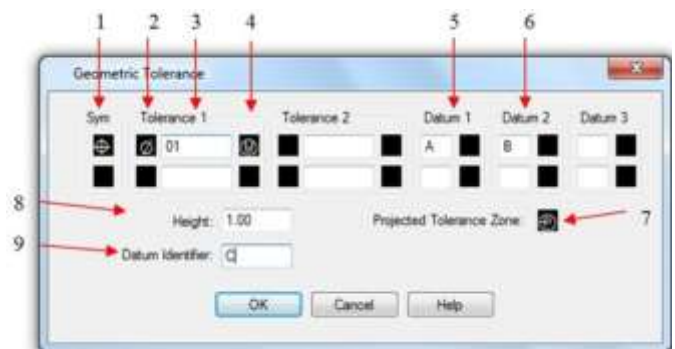 1 2 3 4 5 6
Geometric Tolerance
Sym Tolerance 1 Tolerance 2 Datum 1 Datum 2 Datum 3
Ø 01 A B
8 Height: 1.00 Projected Tolerance Zone: 7
9 Datum Identifier: C
OK Cancel Help